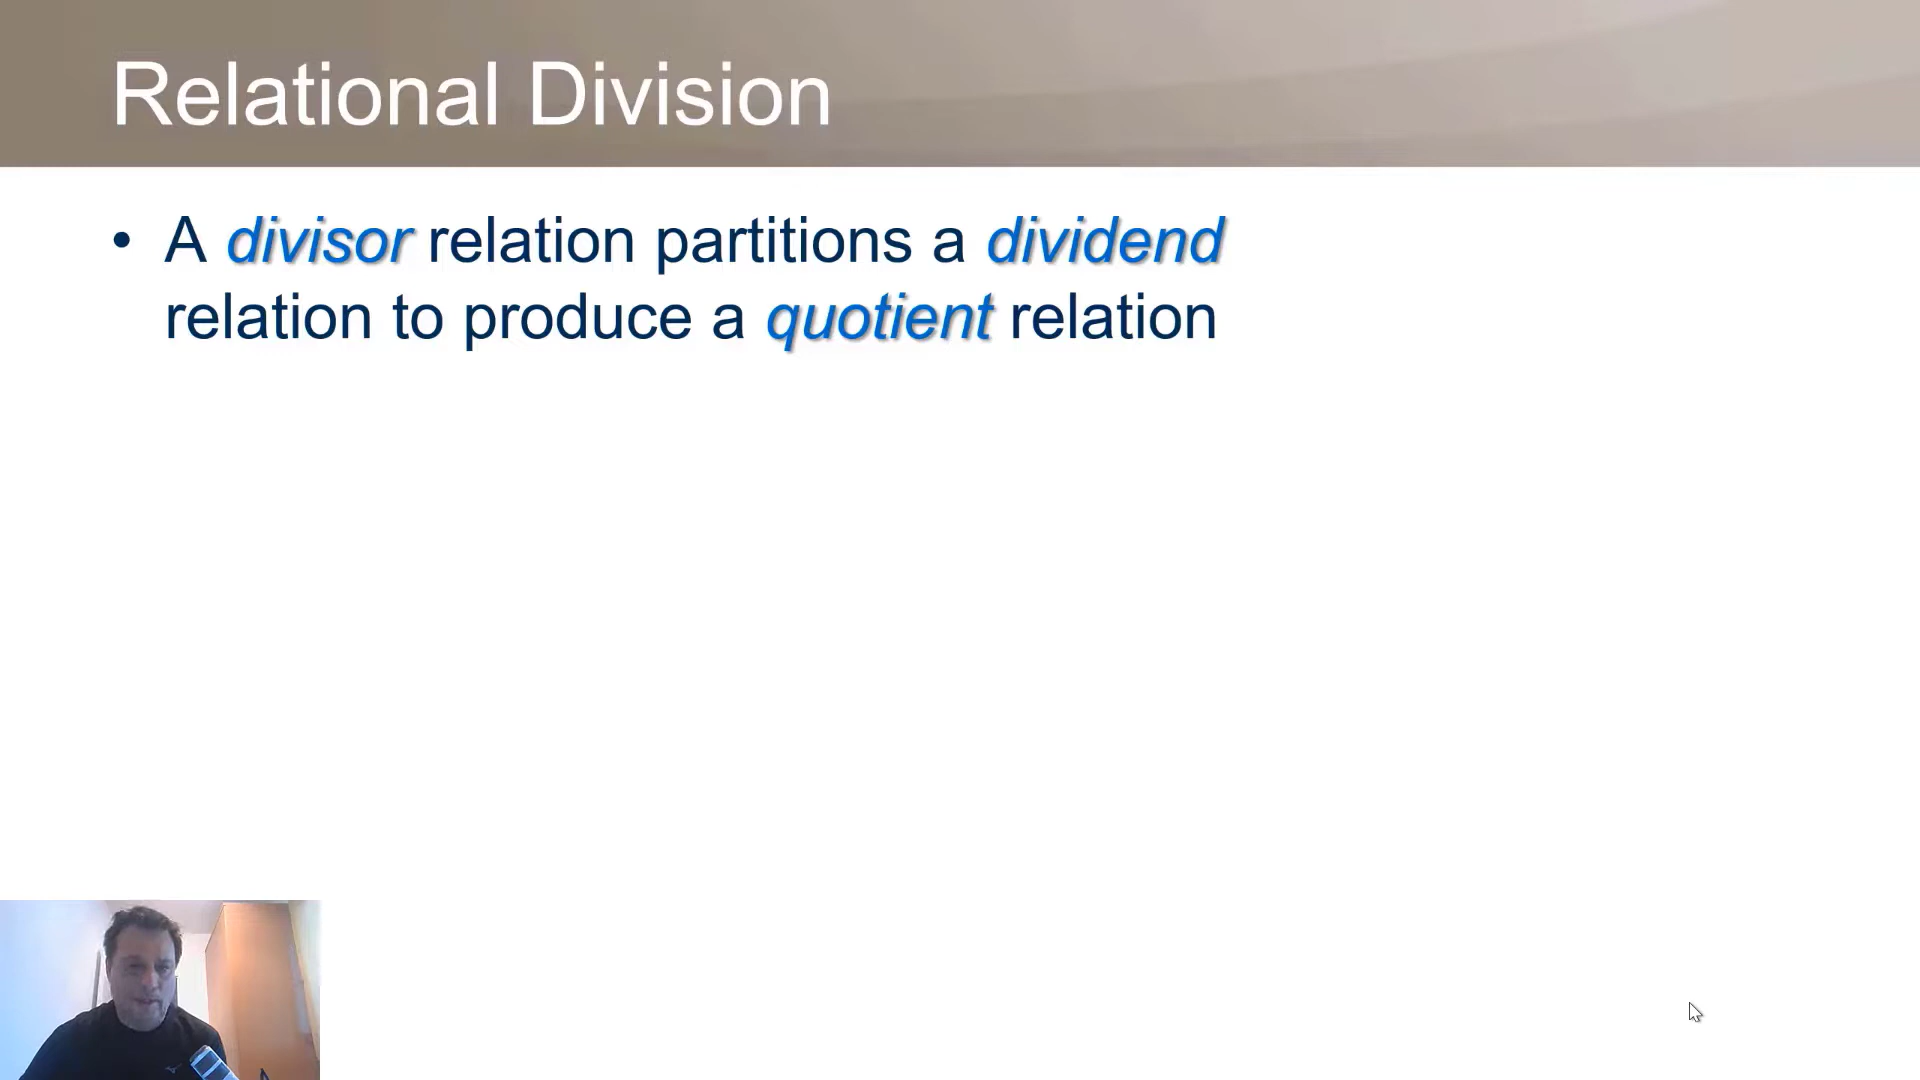 Relational Division
• A divisor relation partitions a dividend
relation to produce a quotient relation